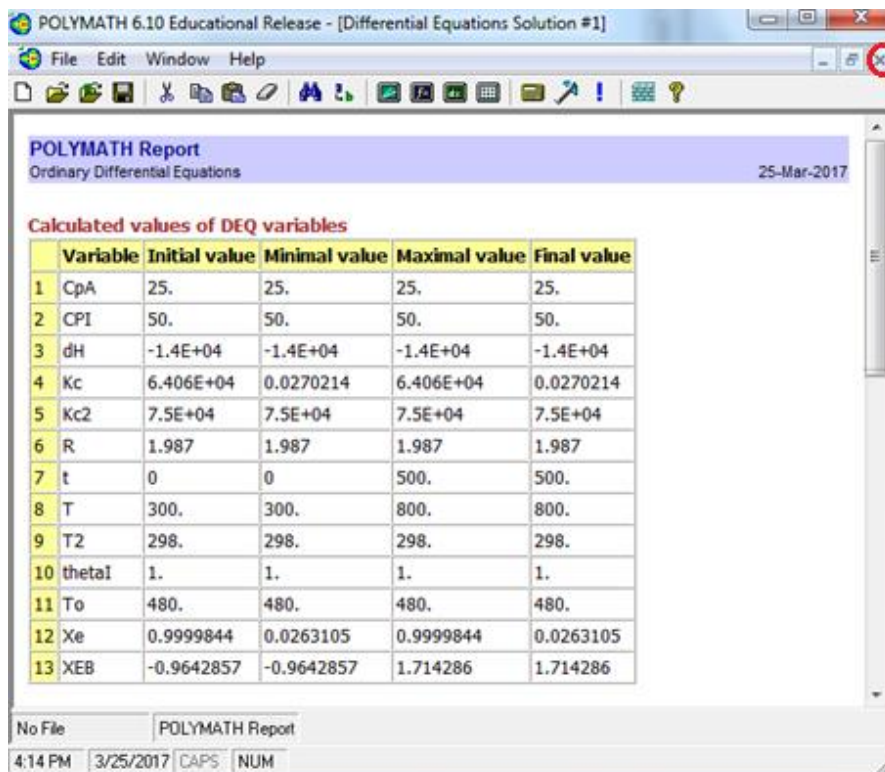 POLYMATH 6.10 Educational Release - [Differential Equations Solution #1]
File Edit Window Help
POLYMATH Report
Ordinary Differential Equations 25-Mar-2017
Calculated values of DEQ variables
Variable Initial value Minimal value Maximal value Final value
1 CpA 25. 25. 25. 25.
2 CPI 50. 50. 50. 50.
3 dH -1.4E+04 -1.4E+04 -1.4E+04 -1.4E+04
4 Kc 6.406E+04 0.0270214 6.406E+04 0.0270214
5 Kc2 7.5E+04 7.5E+04 7.5E+04 7.5E+04
6 R 1.987 1.987 1.987 1.987
7 t 0 0 500. 500.
8 T 300. 300. 800. 800.
9 T2 298. 298. 298. 298.
10 thetaI 1. 1. 1. 1.
11 To 480. 480. 480. 480.
12 Xe 0.9999844 0.0263105 0.9999844 0.0263105
13 XEB -0.9642857 -0.9642857 1.714286 1.714286
No File POLYMATH Report
4:14 PM 3/25/2017 CAPS NUM